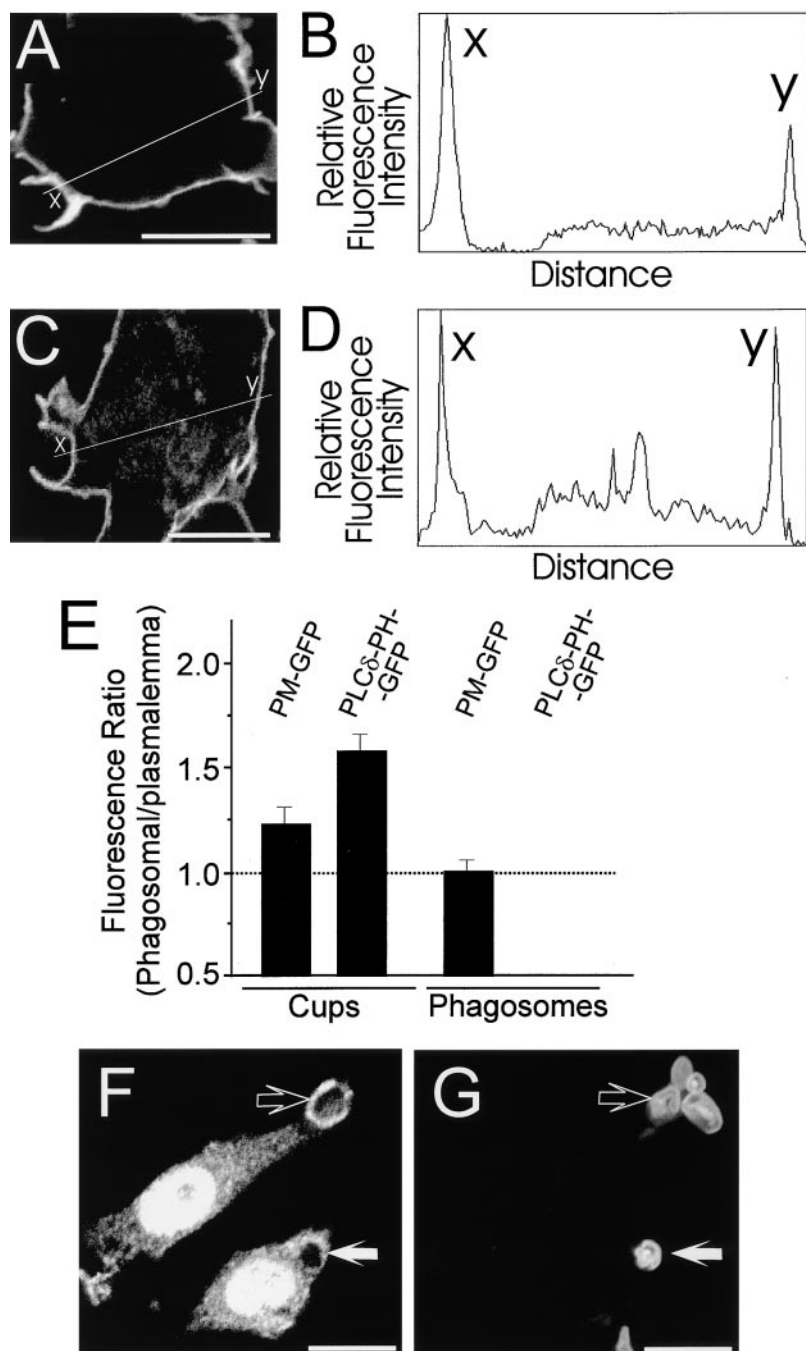 A
x
y
B
x
y
Relative
Fluorescence
Intensity
Distance
C
x
y
D
x
y
Relative
Fluorescence
Intensity
Distance
E
Fluorescence Ratio
(Phagosomal/plasmalemma)
2.0
1.5
1.0
0.5
PM-GFP
PLCδ-PH-
-GFP
PM-GFP
PLCδ-PH-
-GFP
Cups
Phagosomes
F
G